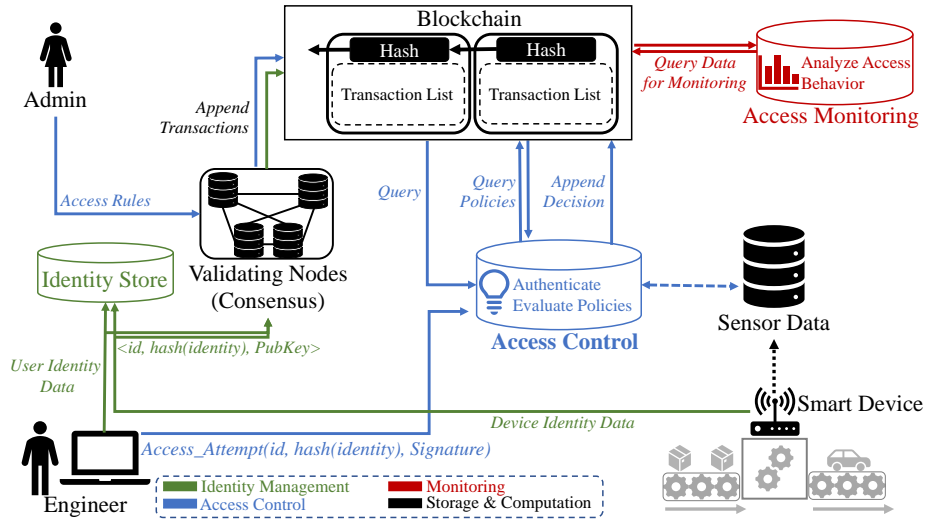 Blockchain
Hash
Hash
Transaction List
Transaction List
Query Data
for Monitoring
Analyze Access
Behavior
Access Monitoring
Admin
Append
Transactions
Access Rules
Query
Query
Policies
Append
Decision
Identity Store
Validating Nodes
(Consensus)
Authenticate
Evaluate Policies
Access Control
Sensor Data
<id, hash(identity), PubKey>
User Identity
Data
Device Identity Data
Smart Device
Access_Attempt(id, hash(identity), Signature)
Engineer
Identity Management
Monitoring
Access Control
Storage & Computation